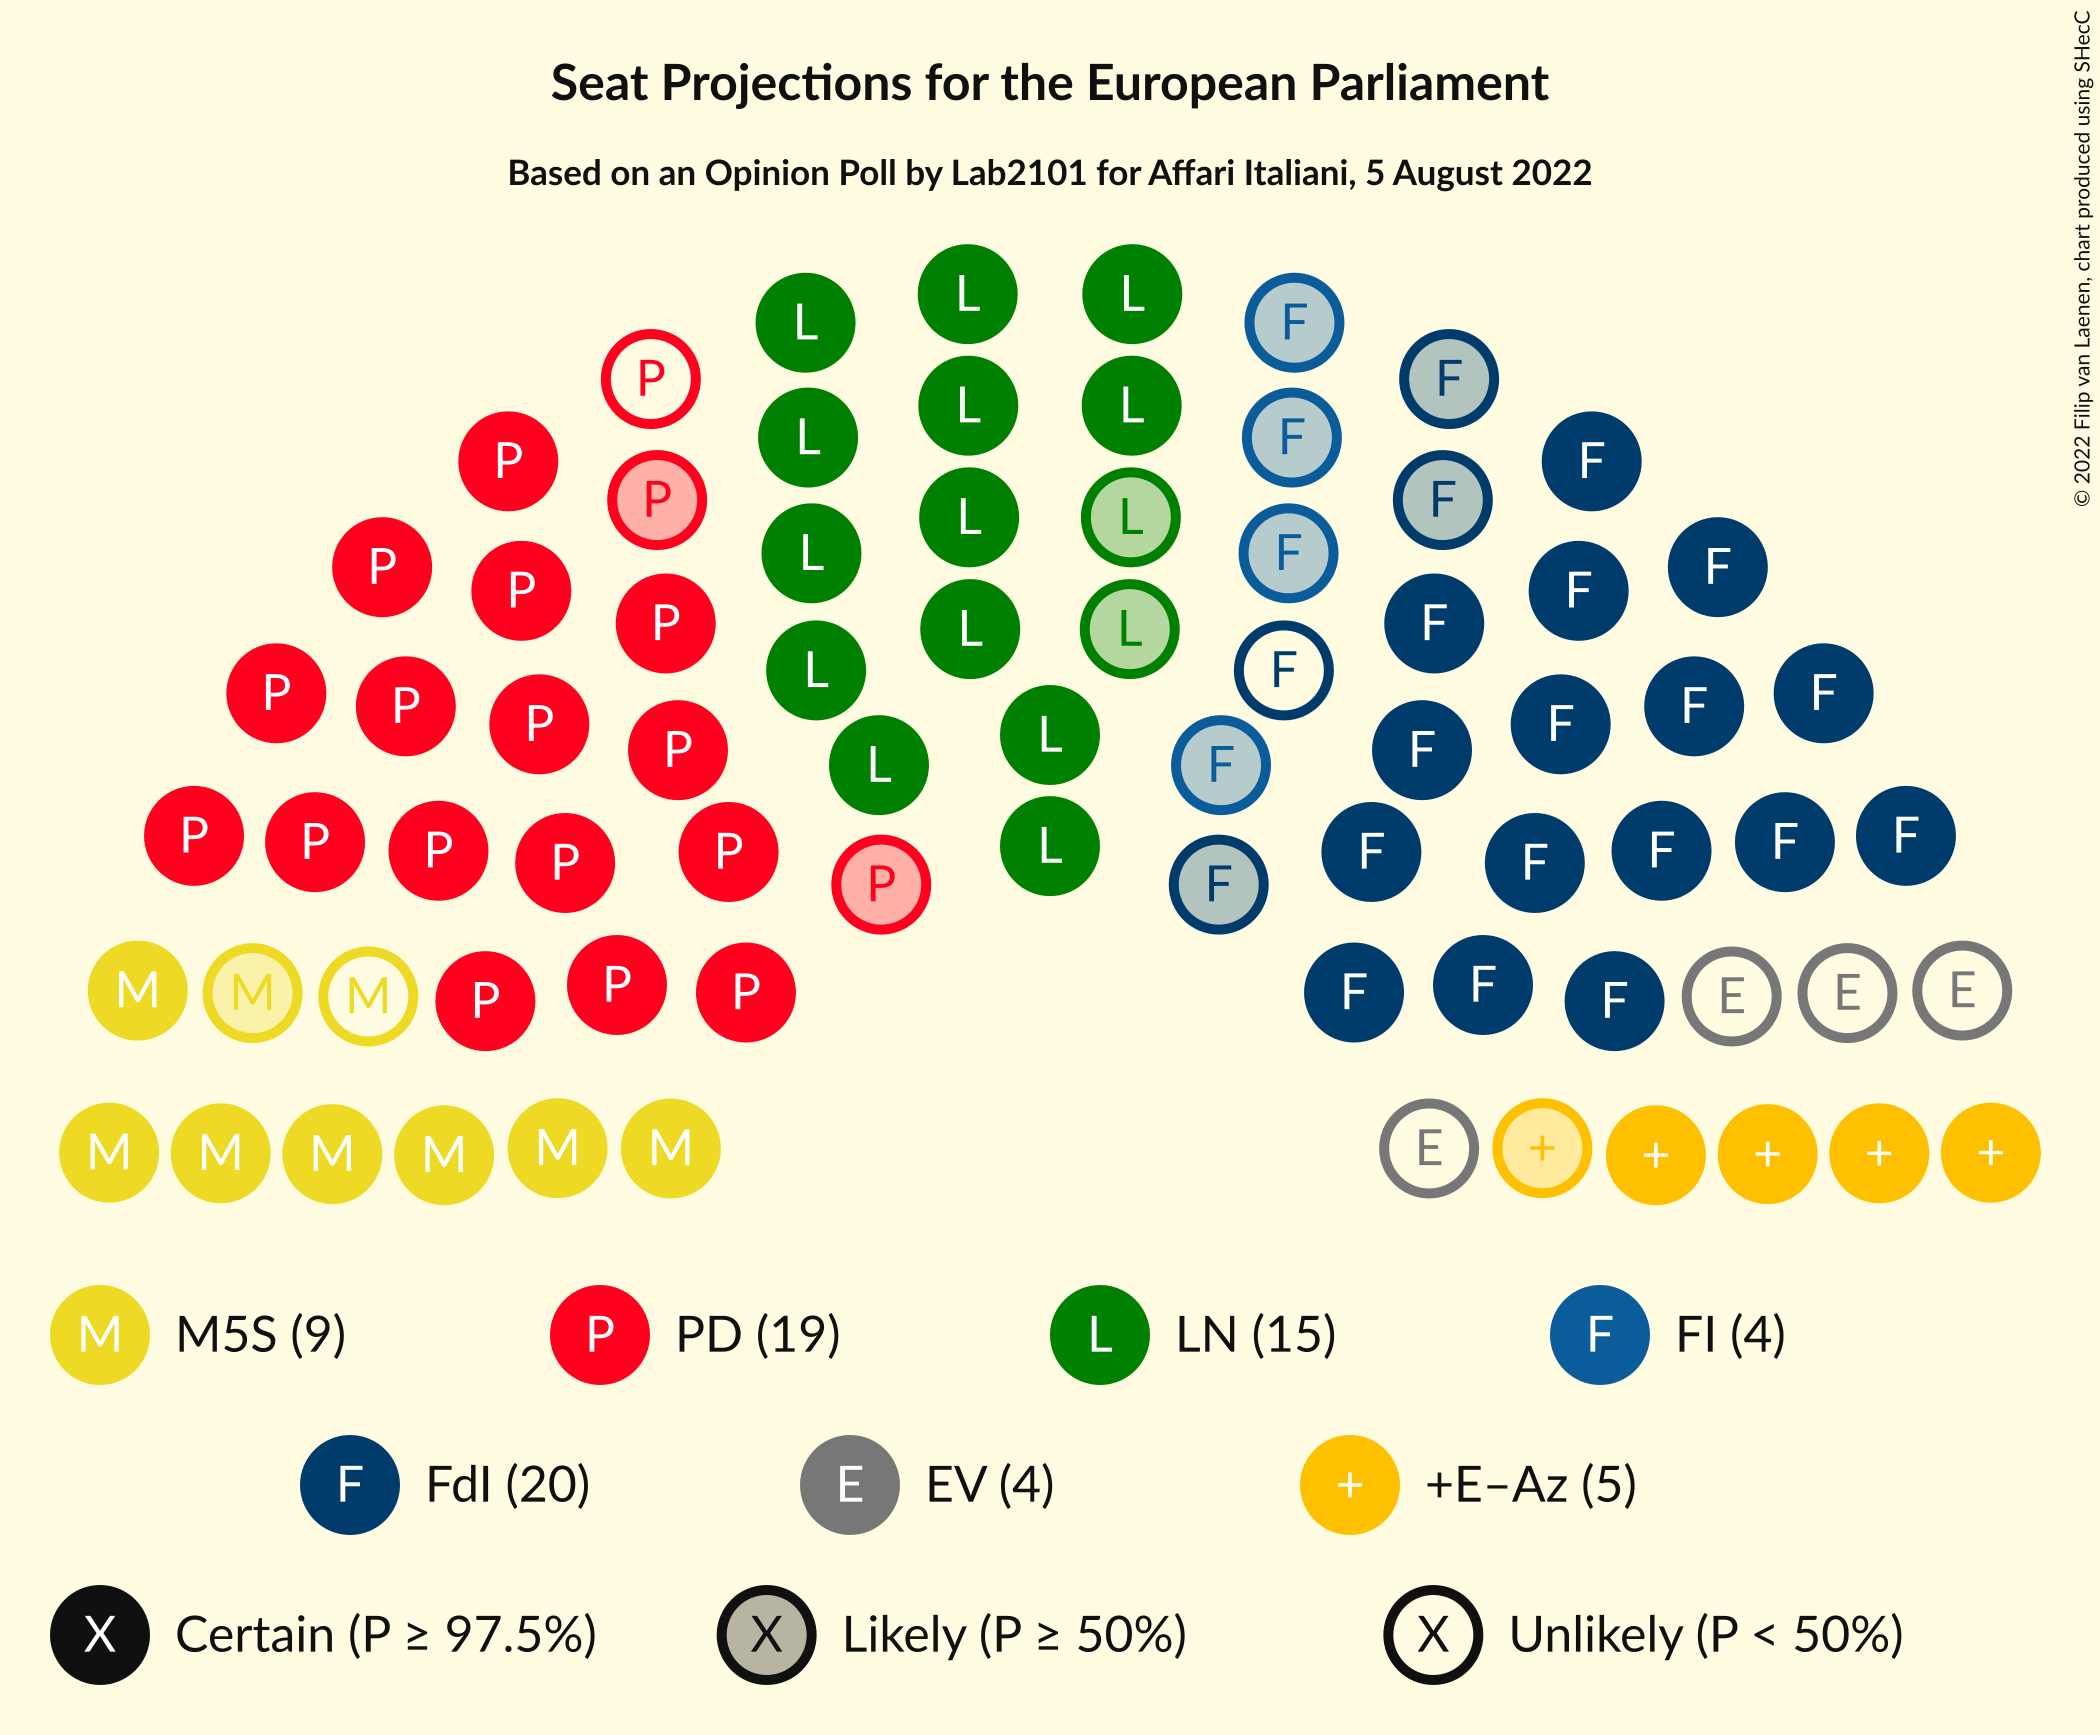 Seat Projections for the European Parliament
Based on an Opinion Poll by Lab2101 for Affari Italiani, 5 August 2022
© 2022 Filip van Laenen, chart produced using SHecC
L L
L F
P F
L L
P L F F
P F
L L
P L F
P F F
P F
P L F
P L L F
P F
P L F
P F
P F
P P L F F
L
P F
P P P P L F F F F
P F
M M M P P P F F F E E E
M M M M M M E + + + + +
M M5S (9) P PD (19) L LN (15) F FI (4)
F FdI (20) E EV (4) + +E–Az (5)
X Certain (P ≥ 97.5%) X Likely (P ≥ 50%) X Unlikely (P < 50%)